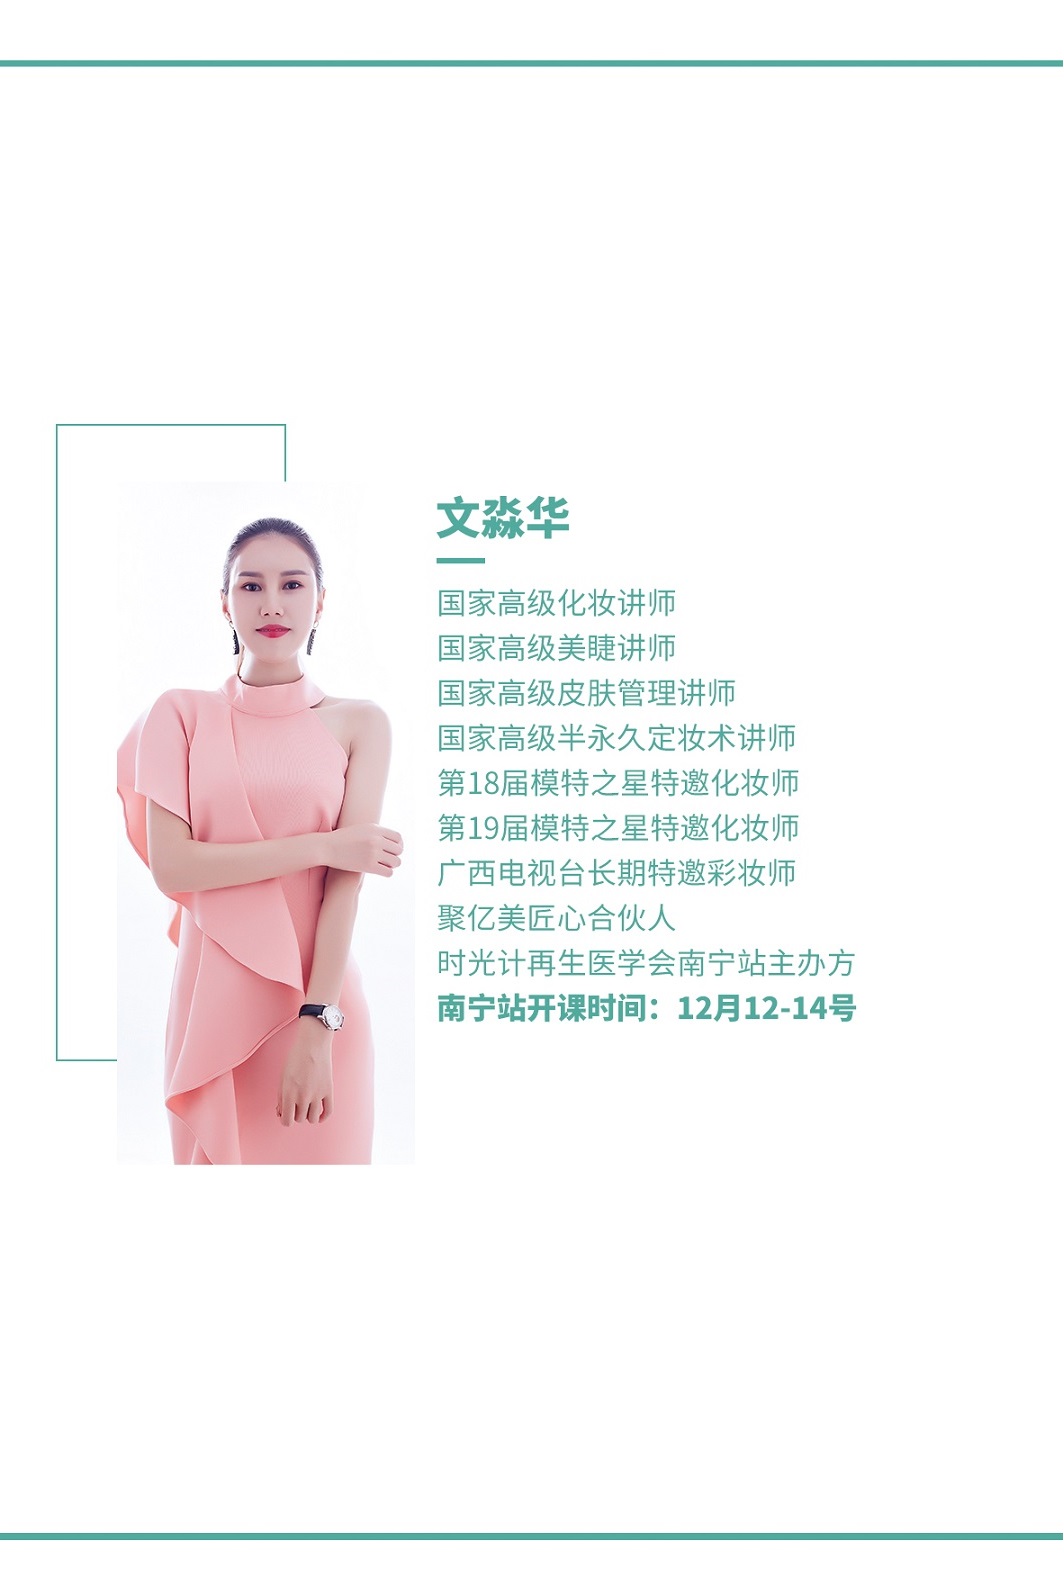 文淼华
国家高级化妆讲师
国家高级美睫讲师
国家高级皮肤管理讲师
国家高级半永久定妆术讲师
第18届模特之星特邀化妆师
第19届模特之星特邀化妆师
广西电视台长期特邀彩妆师
聚亿美匠心合伙人
时光计再生医学会南宁站主办方
南宁站开课时间：12月12-14号